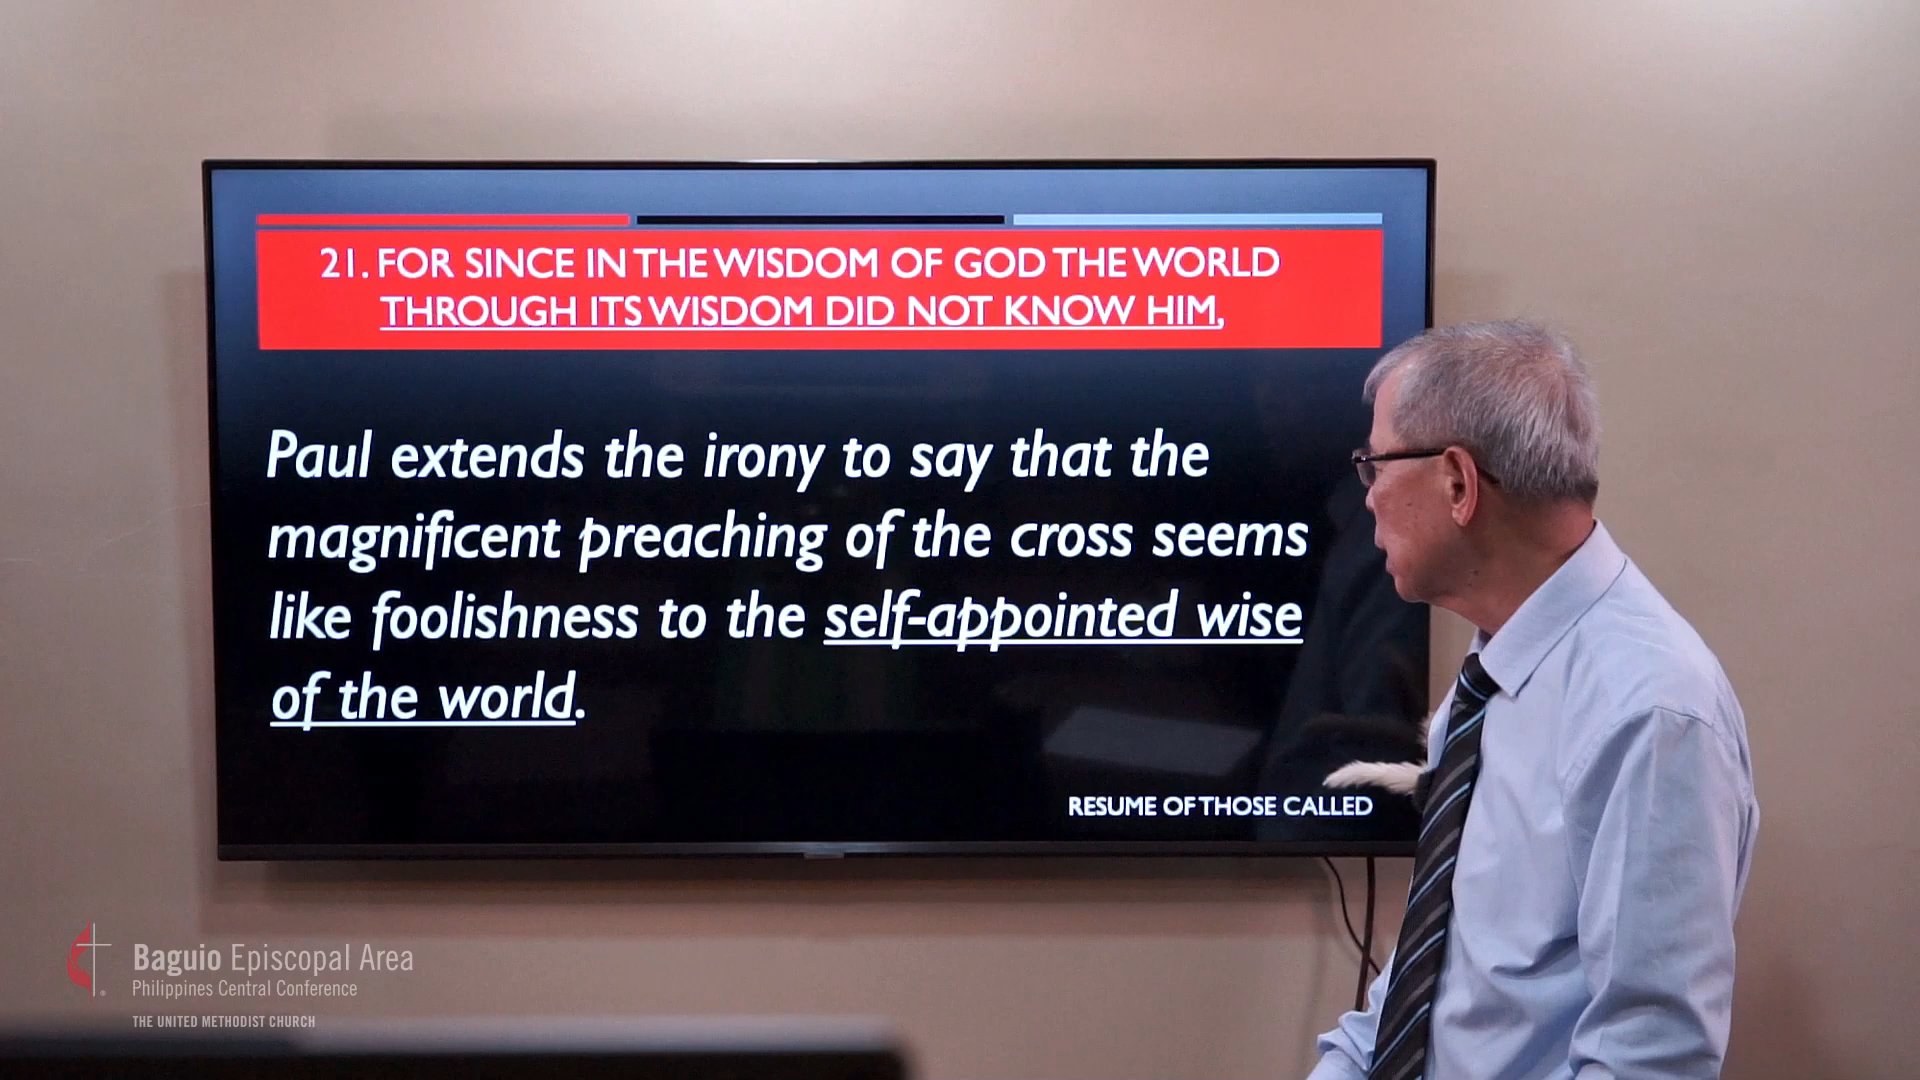 21. FOR SINCE IN THE WISDOM OF GOD THE WORLD
THROUGH ITS WISDOM DID NOT KNOW HIM,
Paul extends the irony to say that the
magnificent preaching of the cross seems
like foolishness to the self-appointed wise
of the world.
RESUME OF THOSE CALLED
Baguio Episcopal Area
Philippines Central Conference
THE UNITED METHODIST CHURCH